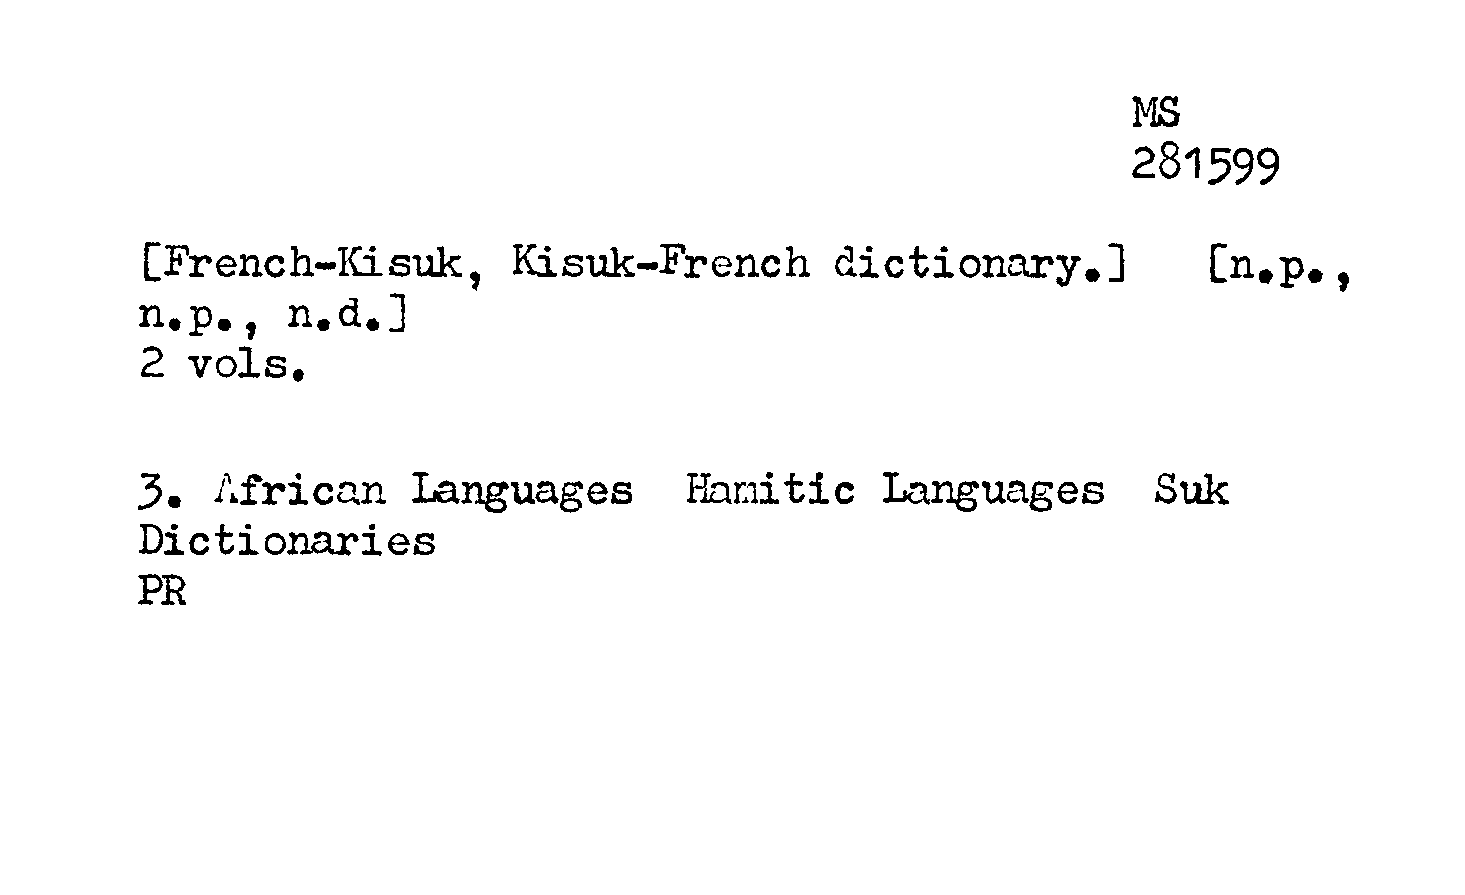 MS
281599
[French-Kisuk, Kisuk-French dictionary.] [n.p.,
n.p., n.d.]
2 vols.
3. African Languages Hamitic Languages Suk
Dictionaries
PR